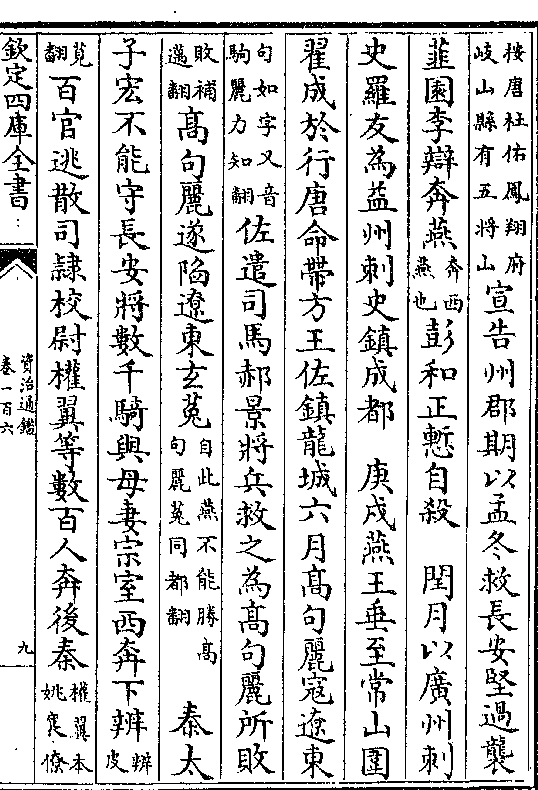 按唐杜佑鳳翔府岐山縣有五將山宣告州郡期以孟冬救長安堅過襲
韮園李辯奔燕奔西燕也彭和正慙自殺　閏月以廣州刺
史羅友為益州刺史鎮成都　庚戌燕王垂至常山圍
翟成於行唐命帶方王佐鎮龍城六月高句麗寇遼東
句如字又音駒麗力知翻佐遣司馬郝景將兵救之為高句麗所敗
敗補邁翻高句麗遂陷遼東玄菟自此燕不能勝高句麗菟同都翻　秦太
子宏不能守長安將數千騎與母妻宗室西奔下辨辨皮
莧翻百官逃散司隷校尉權翼等數百人奔後秦權翼本姚襄僚
欽定四庫全書
資治通鑑
卷一百六
九